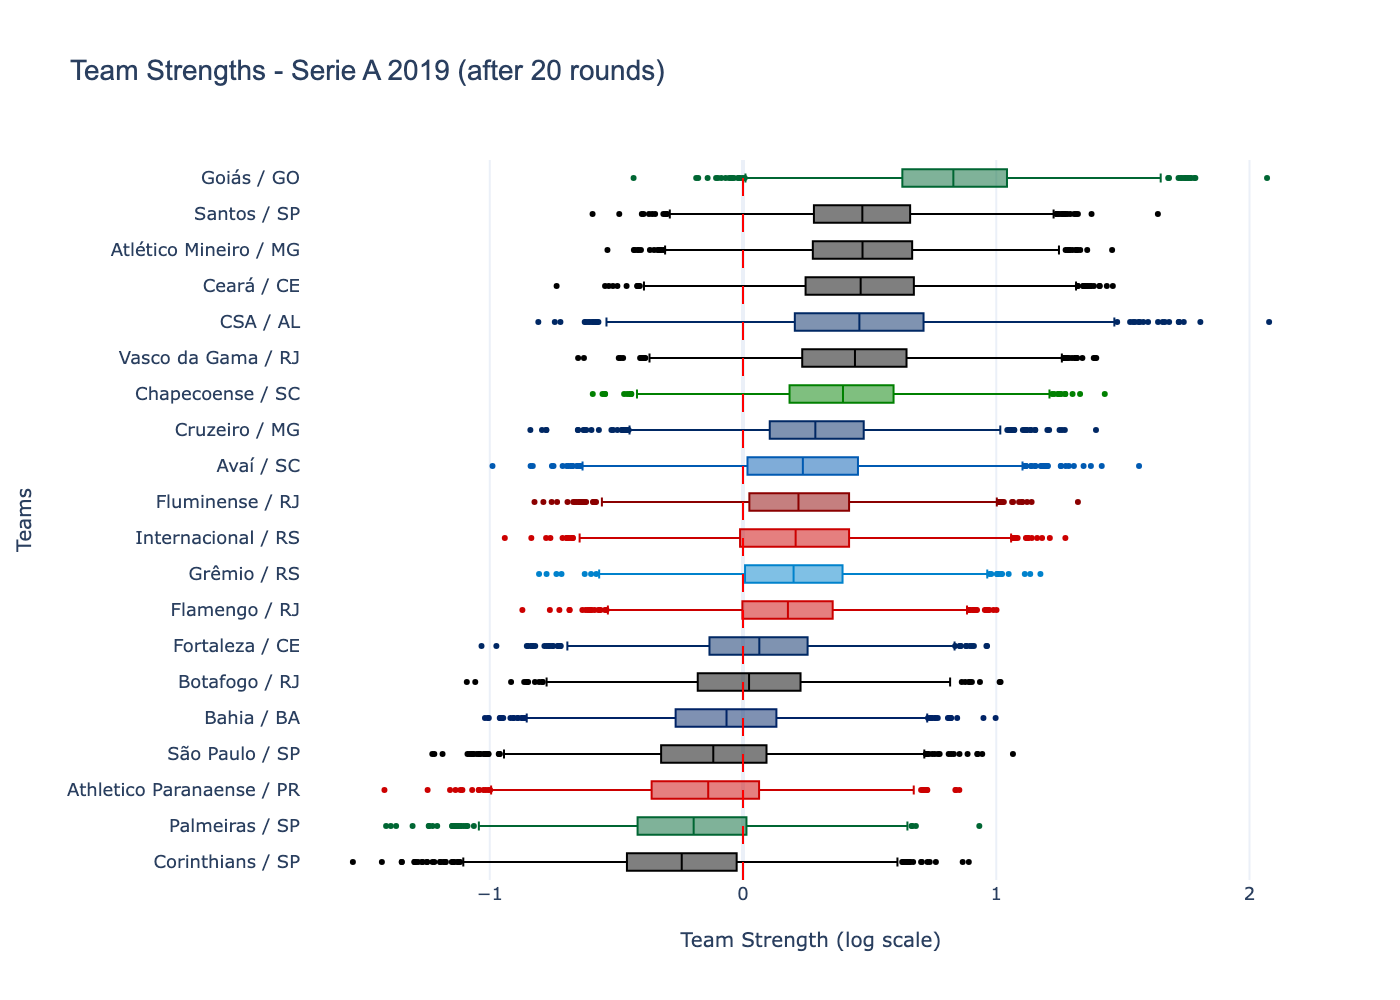 Team Strengths - Serie A 2019 (after 20 rounds)
Teams
Goiás / GO
Santos / SP
Atlético Mineiro / MG
Ceará / CE
CSA / AL
Vasco da Gama / RJ
Chapecoense / SC
Cruzeiro / MG
Avaí / SC
Fluminense / RJ
Internacional / RS
Grêmio / RS
Flamengo / RJ
Fortaleza / CE
Botafogo / RJ
Bahia / BA
São Paulo / SP
Athletico Paranaense / PR
Palmeiras / SP
Corinthians / SP
−1 0 1 2
Team Strength (log scale)